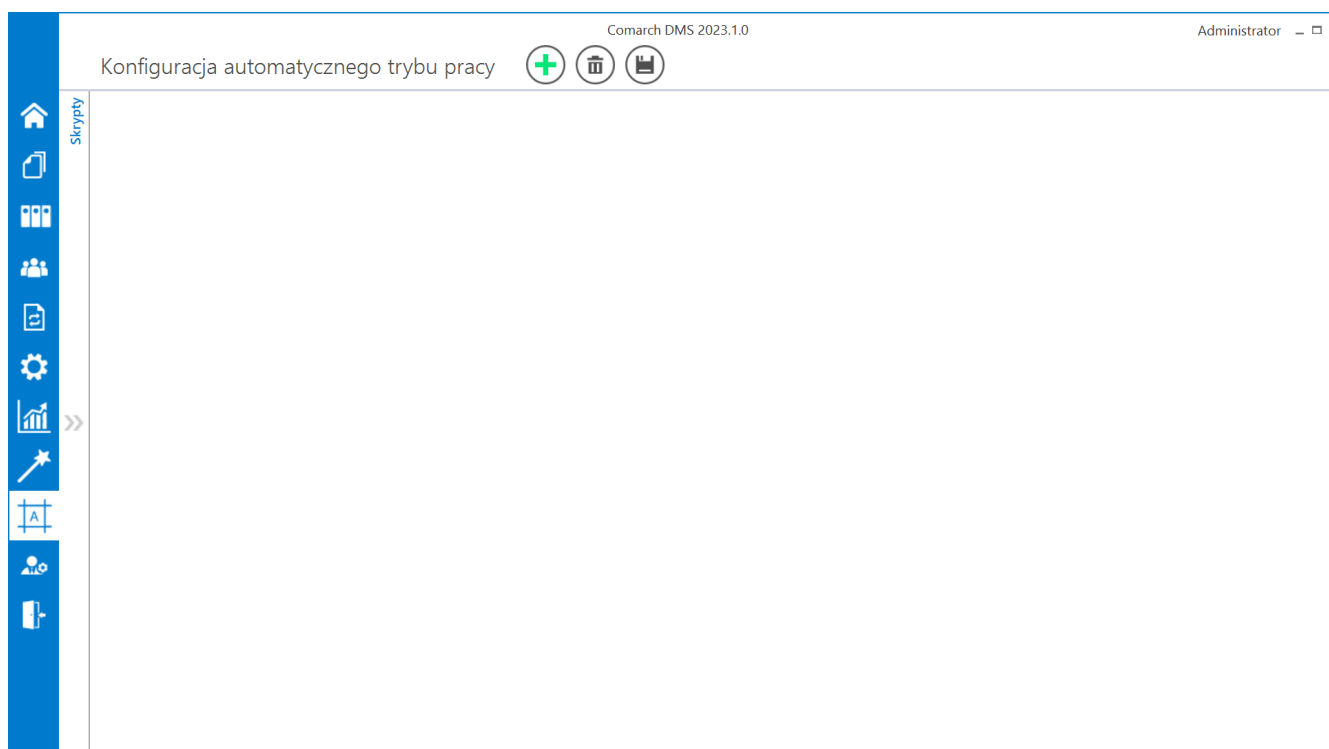 Comarch DMS 2023.1.0
Administrator
Konfiguracja automatycznego trybu pracy
Skrypty
A